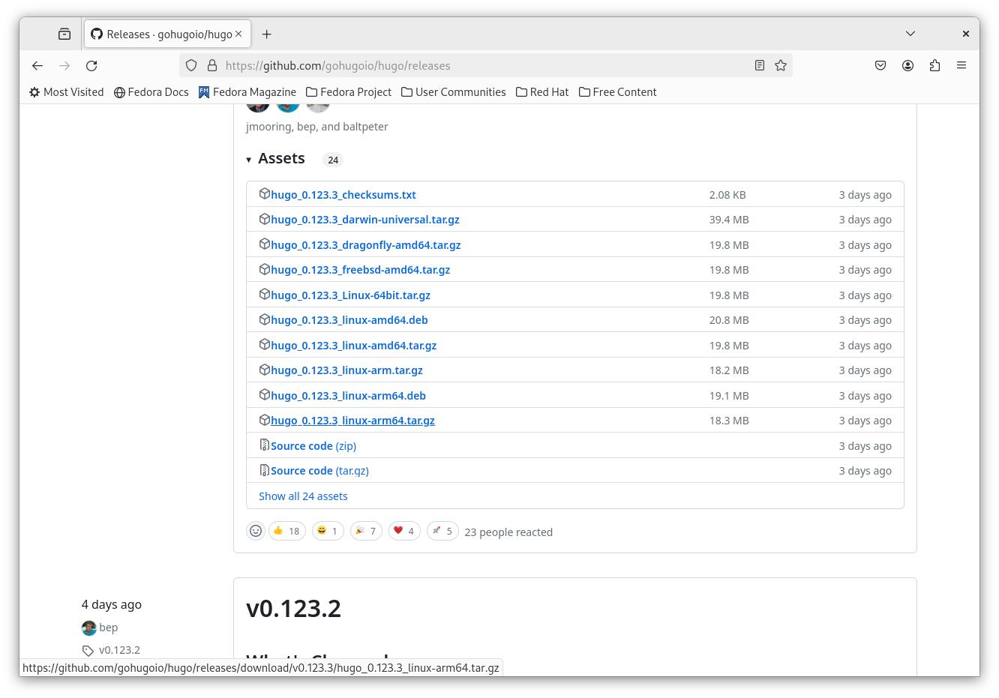 Releases · gohugoio/hugo
https://github.com/gohugoio/hugo/releases
Most Visited Fedora Docs Fedora Magazine Fedora Project User Communities Red Hat Free Content
jmooring, bep, and baltpeter
Assets 24
hugo_0.123.3_checksums.txt 2.08 KB 3 days ago
hugo_0.123.3_darwin-universal.tar.gz 39.4 MB 3 days ago
hugo_0.123.3_dragonfly-amd64.tar.gz 19.8 MB 3 days ago
hugo_0.123.3_freebsd-amd64.tar.gz 19.8 MB 3 days ago
hugo_0.123.3_Linux-64bit.tar.gz 19.8 MB 3 days ago
hugo_0.123.3_linux-amd64.deb 20.8 MB 3 days ago
hugo_0.123.3_linux-amd64.tar.gz 19.8 MB 3 days ago
hugo_0.123.3_linux-arm.tar.gz 18.2 MB 3 days ago
hugo_0.123.3_linux-arm64.deb 19.1 MB 3 days ago
hugo_0.123.3_linux-arm64.tar.gz 18.3 MB 3 days ago
Source code (zip) 3 days ago
Source code (tar.gz) 3 days ago
Show all 24 assets
18 1 7 4 5 23 people reacted
4 days ago
bep
v0.123.2
v0.123.2
https://github.com/gohugoio/hugo/releases/download/v0.123.3/hugo_0.123.3_linux-arm64.tar.gz